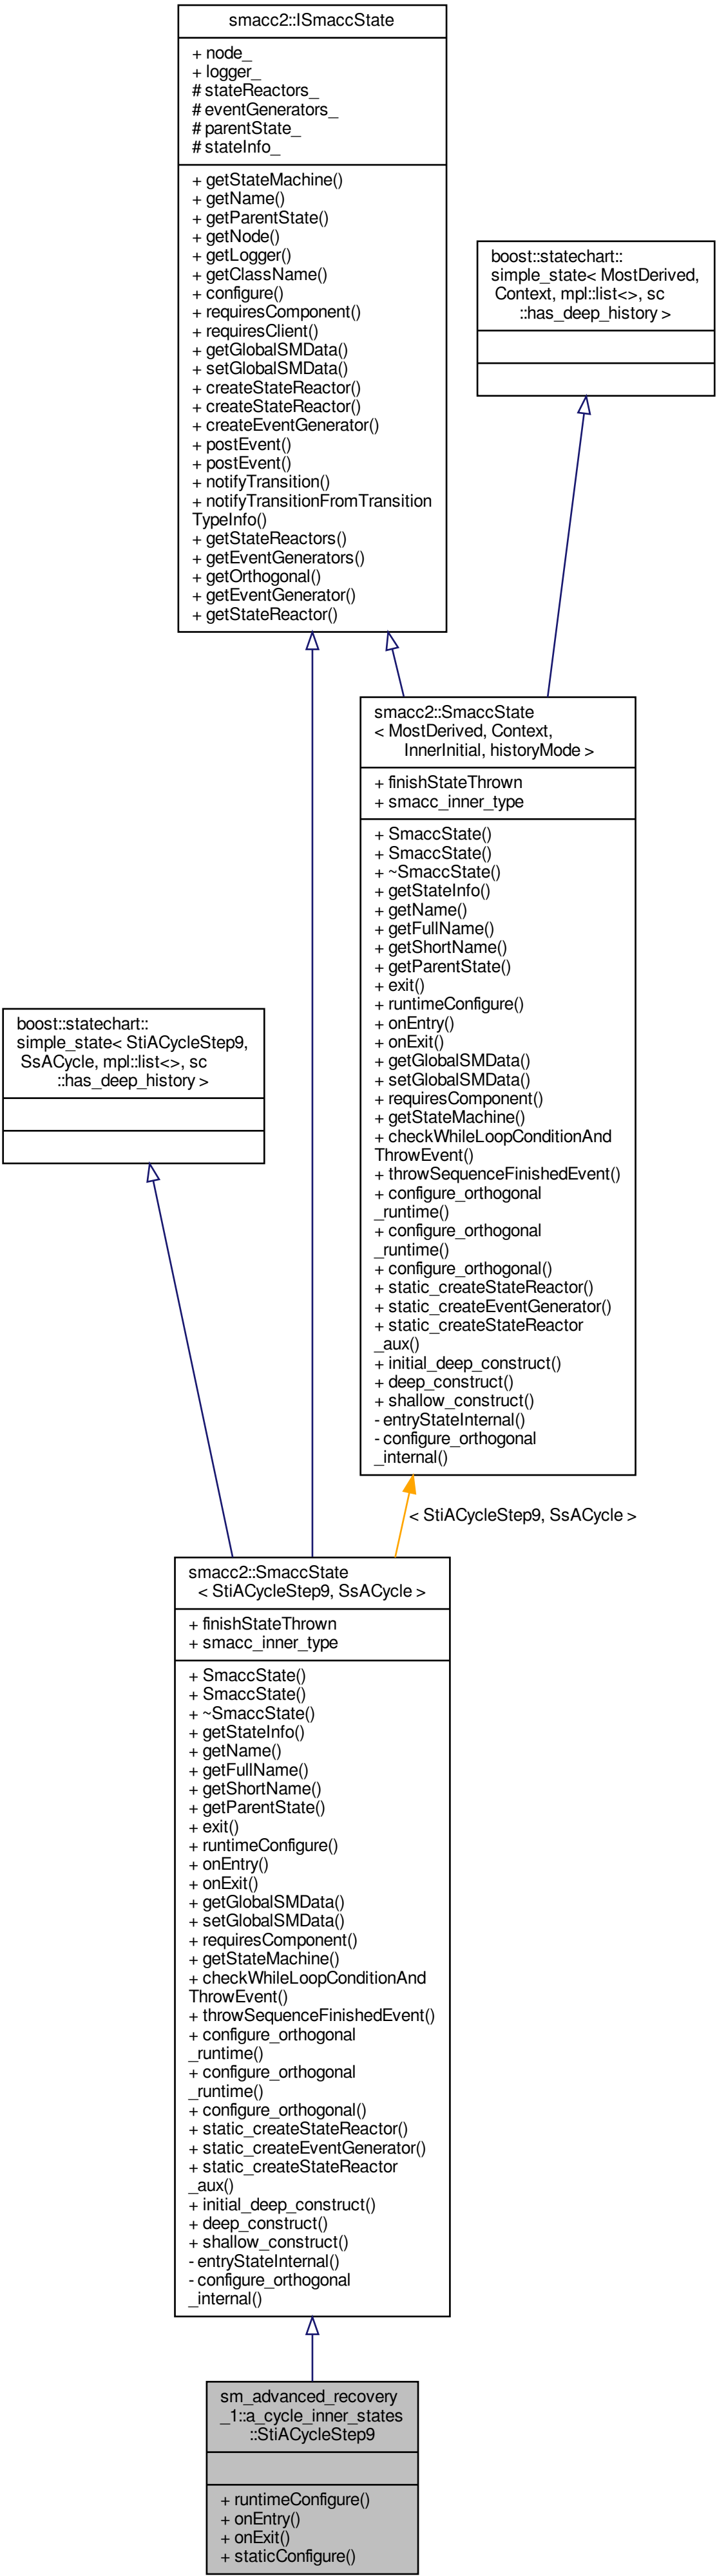 smacc2::ISmaccState
+ node_
+ logger_
# stateReactors_
# eventGenerators_
# parentState_
# stateInfo_
+ getStateMachine()
+ getName()
+ getParentState()
+ getNode()
+ getLogger()
+ getClassName()
+ configure()
+ requiresComponent()
+ requiresClient()
+ getGlobalSMData()
+ setGlobalSMData()
+ createStateReactor()
+ createStateReactor()
+ createEventGenerator()
+ postEvent()
+ postEvent()
+ notifyTransition()
+ notifyTransitionFromTransition
TypeInfo()
+ getStateReactors()
+ getEventGenerators()
+ getOrthogonal()
+ getEventGenerator()
+ getStateReactor()
boost::statechart::
simple_state< MostDerived,
Context, mpl::list<>, sc
::has_deep_history >
smacc2::SmaccState
< MostDerived, Context,
InnerInitial, historyMode >
+ finishStateThrown
+ smacc_inner_type
+ SmaccState()
+ SmaccState()
+ ~SmaccState()
+ getStateInfo()
+ getName()
+ getFullName()
+ getShortName()
+ getParentState()
+ exit()
+ runtimeConfigure()
+ onEntry()
+ onExit()
+ getGlobalSMData()
+ setGlobalSMData()
+ requiresComponent()
+ getStateMachine()
+ checkWhileLoopConditionAnd
ThrowEvent()
+ throwSequenceFinishedEvent()
+ configure_orthogonal
_runtime()
+ configure_orthogonal
_runtime()
+ configure_orthogonal()
+ static_createStateReactor()
+ static_createEventGenerator()
+ static_createStateReactor
_aux()
+ initial_deep_construct()
+ deep_construct()
+ shallow_construct()
- entryStateInternal()
- configure_orthogonal
_internal()
boost::statechart::
simple_state< StiACycleStep9,
SsACycle, mpl::list<>, sc
::has_deep_history >
< StiACycleStep9, SsACycle >
smacc2::SmaccState
< StiACycleStep9, SsACycle >
+ finishStateThrown
+ smacc_inner_type
+ SmaccState()
+ SmaccState()
+ ~SmaccState()
+ getStateInfo()
+ getName()
+ getFullName()
+ getShortName()
+ getParentState()
+ exit()
+ runtimeConfigure()
+ onEntry()
+ onExit()
+ getGlobalSMData()
+ setGlobalSMData()
+ requiresComponent()
+ getStateMachine()
+ checkWhileLoopConditionAnd
ThrowEvent()
+ throwSequenceFinishedEvent()
+ configure_orthogonal
_runtime()
+ configure_orthogonal
_runtime()
+ configure_orthogonal()
+ static_createStateReactor()
+ static_createEventGenerator()
+ static_createStateReactor
_aux()
+ initial_deep_construct()
+ deep_construct()
+ shallow_construct()
- entryStateInternal()
- configure_orthogonal
_internal()
sm_advanced_recovery
_1::a_cycle_inner_states
::StiACycleStep9
+ runtimeConfigure()
+ onEntry()
+ onExit()
+ staticConfigure()